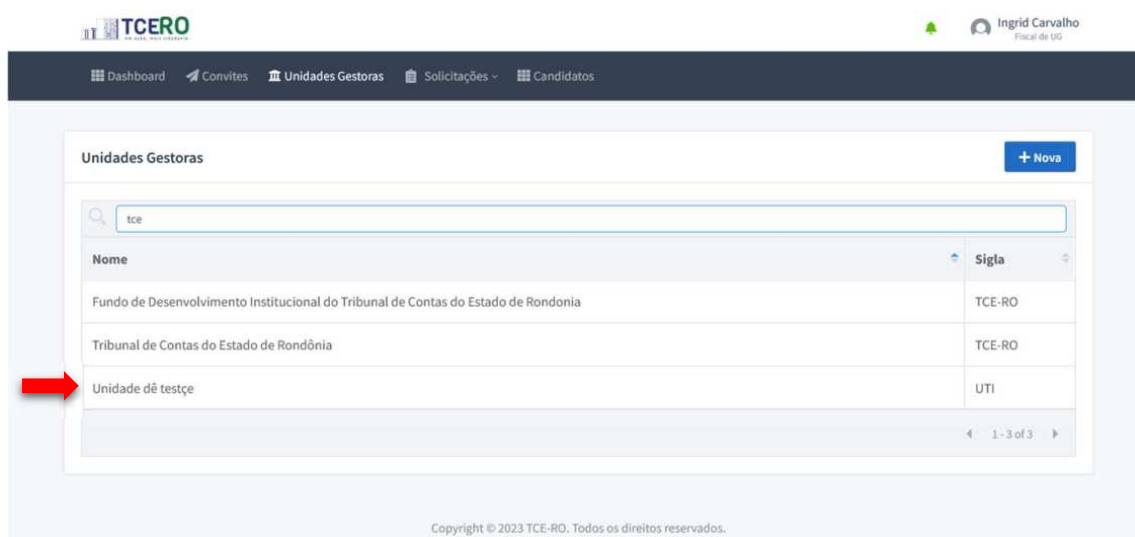 TCERO
Ingrid Carvalho
Fiscal de UG
Dashboard Convites Unidades Gestoras Solicitações Candidatos
Unidades Gestoras
+ Nova
tce
Nome Sigla
Fundo de Desenvolvimento Institucional do Tribunal de Contas do Estado de Rondonia TCE-RO
Tribunal de Contas do Estado de Rondônia TCE-RO
Unidade dê testçe UTI
1 - 3 of 3
Copyright © 2023 TCE-RO. Todos os direitos reservados.